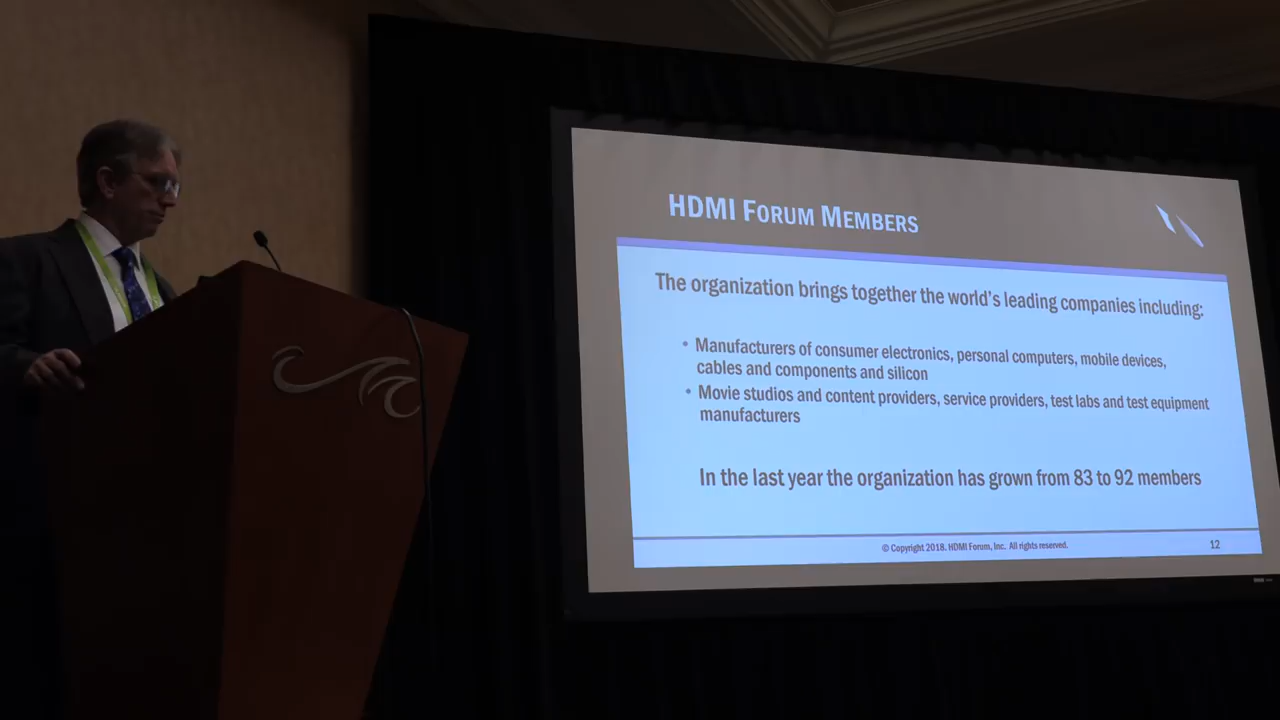 HDMI FORUM MEMBERS
The organization brings together the world's leading companies including:
• Manufacturers of consumer electronics, personal computers, mobile devices,
cables and components and silicon
• Movie studios and content providers, service providers, test labs and test equipment
manufacturers
In the last year the organization has grown from 83 to 92 members
© Copyright 2018. HDMI Forum, Inc. All rights reserved.
12